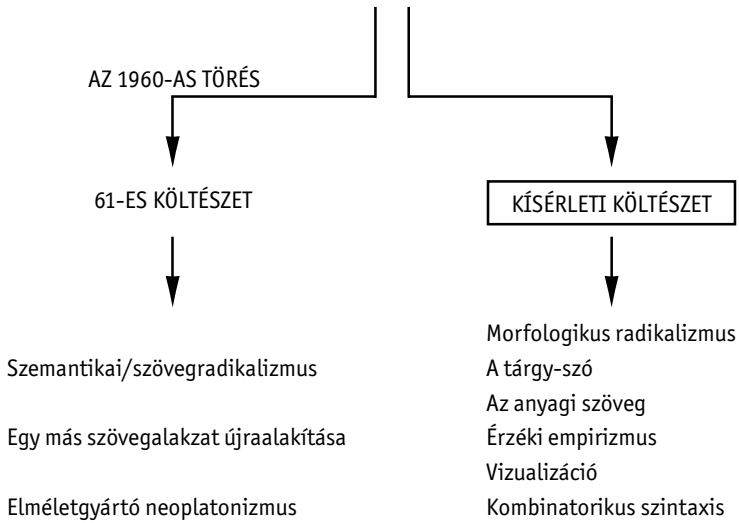 AZ 1960-AS TÖRÉS
61-ES KÖLTÉSZET
KÍSÉRLETI KÖLTÉSZET
Szemantikai/szövegradikalizmus
Egy más szövegalakzat újraalakítása
Elméletgyártó neoplatonizmus
Morfologikus radikalizmus
A tárgy-szó
Az anyagi szöveg
Érzéki empirizmus
Vizualizáció
Kombinatorikus szintaxis